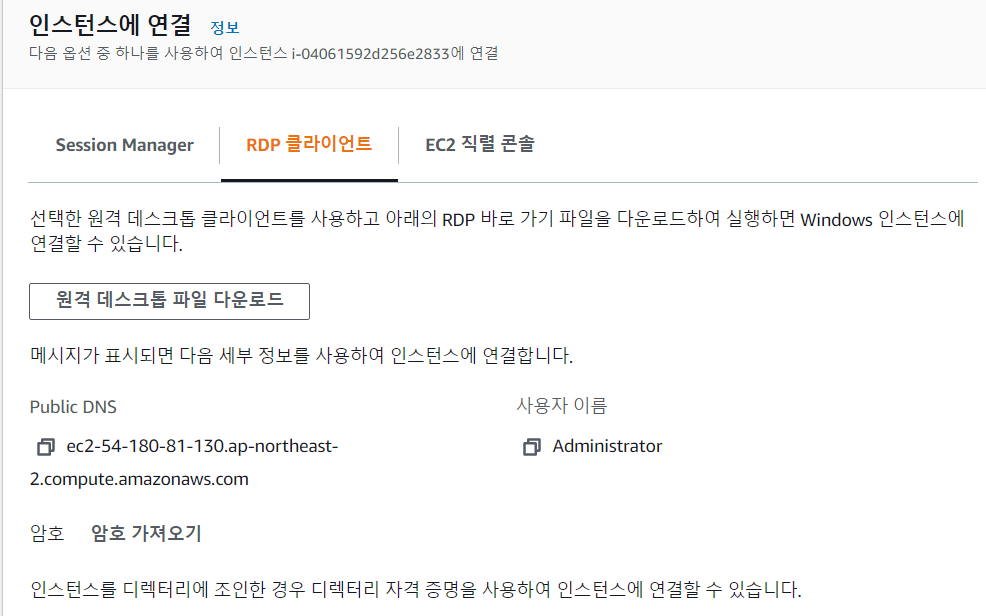 인스턴스에 연결 정보
다음 옵션 중 하나를 사용하여 인스턴스 i-04061592d256e2833에 연결
Session Manager
RDP 클라이언트
EC2 직렬 콘솔
선택한 원격 데스크톱 클라이언트를 사용하고 아래의 RDP 바로 가기 파일을 다운로드하여 실행하면 Windows 인스턴스에
연결할 수 있습니다.
원격 데스크톱 파일 다운로드
메시지가 표시되면 다음 세부 정보를 사용하여 인스턴스에 연결합니다.
Public DNS
ec2-54-180-81-130.ap-northeast-
2.compute.amazonaws.com
사용자 이름
Administrator
암호 암호 가져오기
인스턴스를 디렉터리에 조인한 경우 디렉터리 자격 증명을 사용하여 인스턴스에 연결할 수 있습니다.